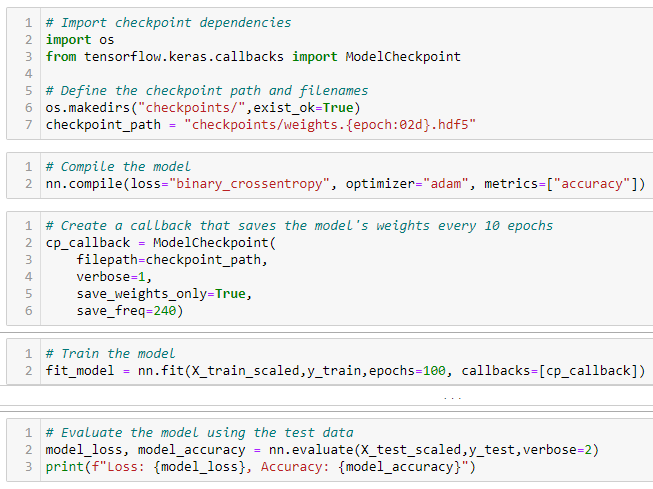 1 # Import checkpoint dependencies
2 import os
3 from tensorflow.keras.callbacks import ModelCheckpoint
4
5 # Define the checkpoint path and filenames
6 os.makedirs("checkpoints/",exist_ok=True)
7 checkpoint_path = "checkpoints/weights.{epoch:02d}.hdf5"
1 # Compile the model
2 nn.compile(loss="binary_crossentropy", optimizer="adam", metrics=["accuracy"])
1 # Create a callback that saves the model's weights every 10 epochs
2 cp_callback = ModelCheckpoint(
3     filepath=checkpoint_path,
4     verbose=1,
5     save_weights_only=True,
6     save_freq=240)
1 # Train the model
2 fit_model = nn.fit(X_train_scaled,y_train,epochs=100, callbacks=[cp_callback])
...
1 # Evaluate the model using the test data
2 model_loss, model_accuracy = nn.evaluate(X_test_scaled,y_test,verbose=2)
3 print(f"Loss: {model_loss}, Accuracy: {model_accuracy}")